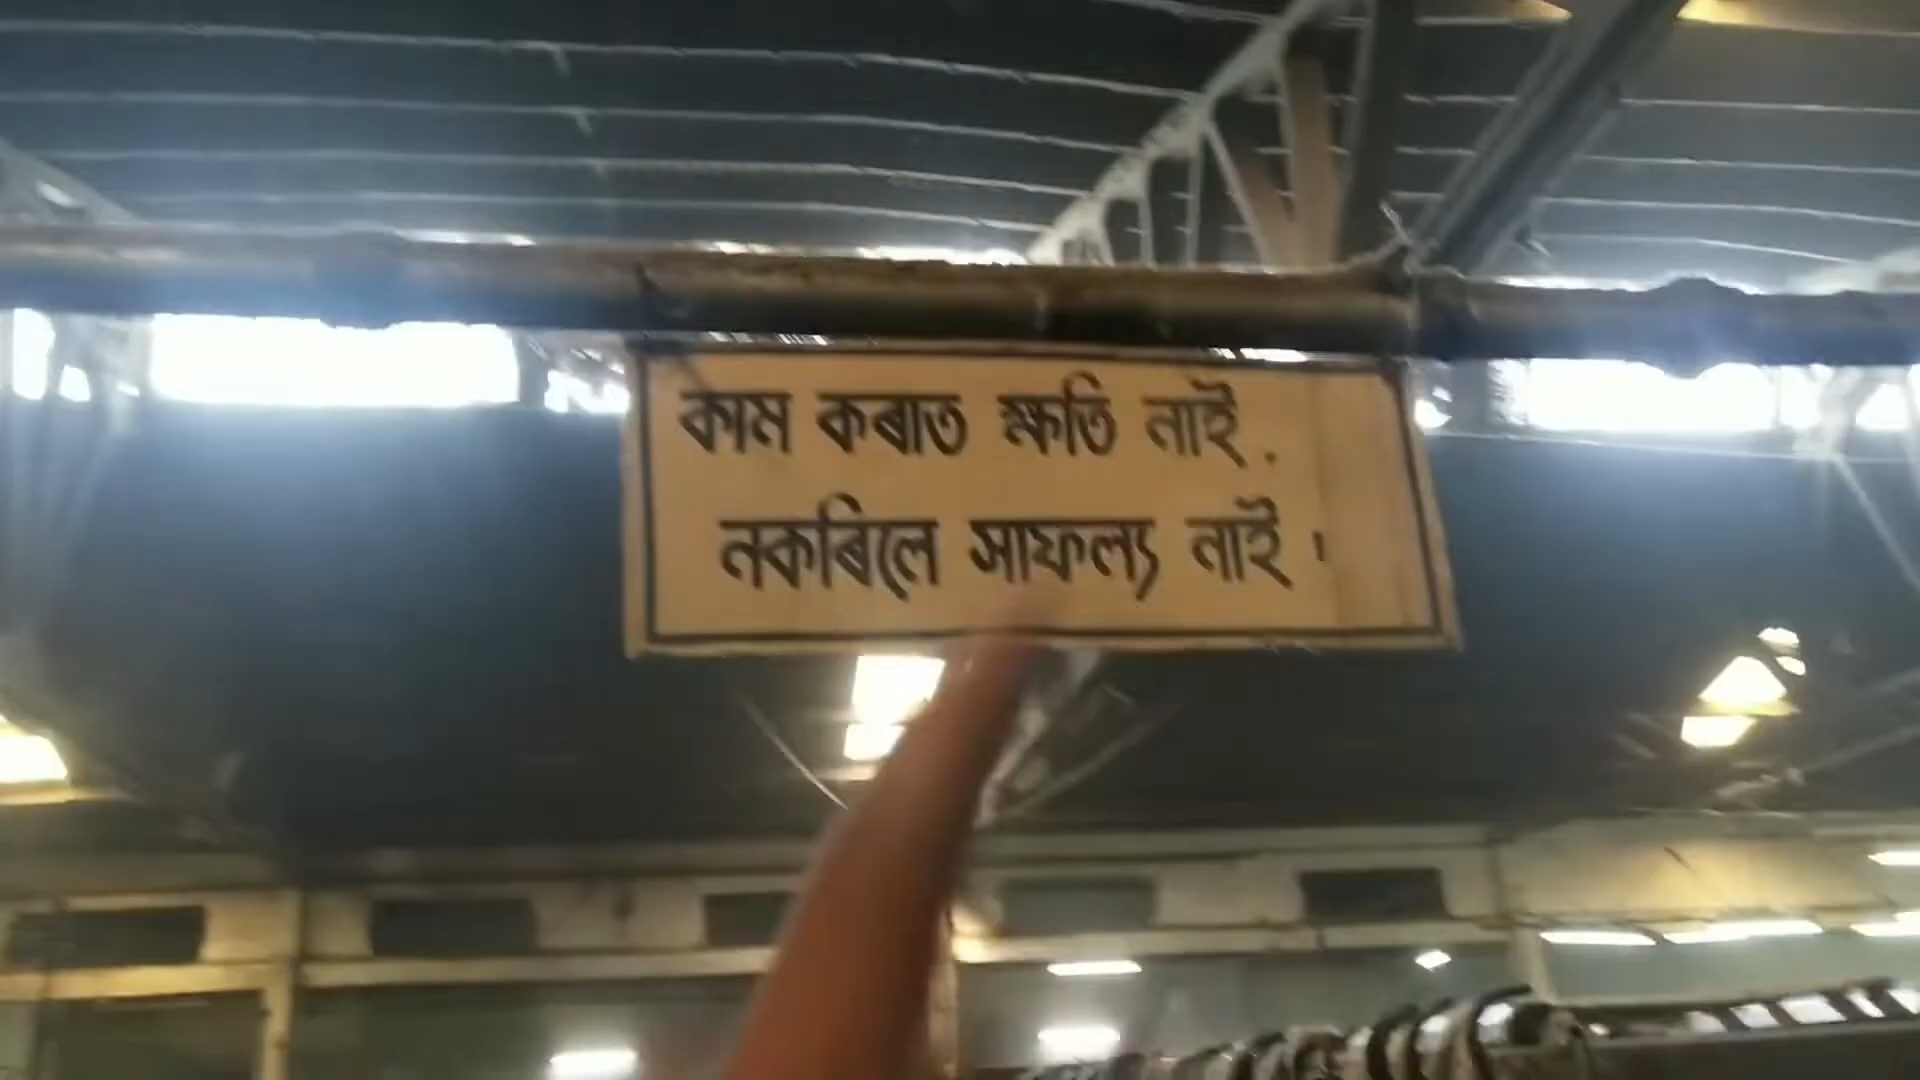 কাম কৰাত ক্ষতি নাই .
নকৰিলে সাফল্য নাই ।